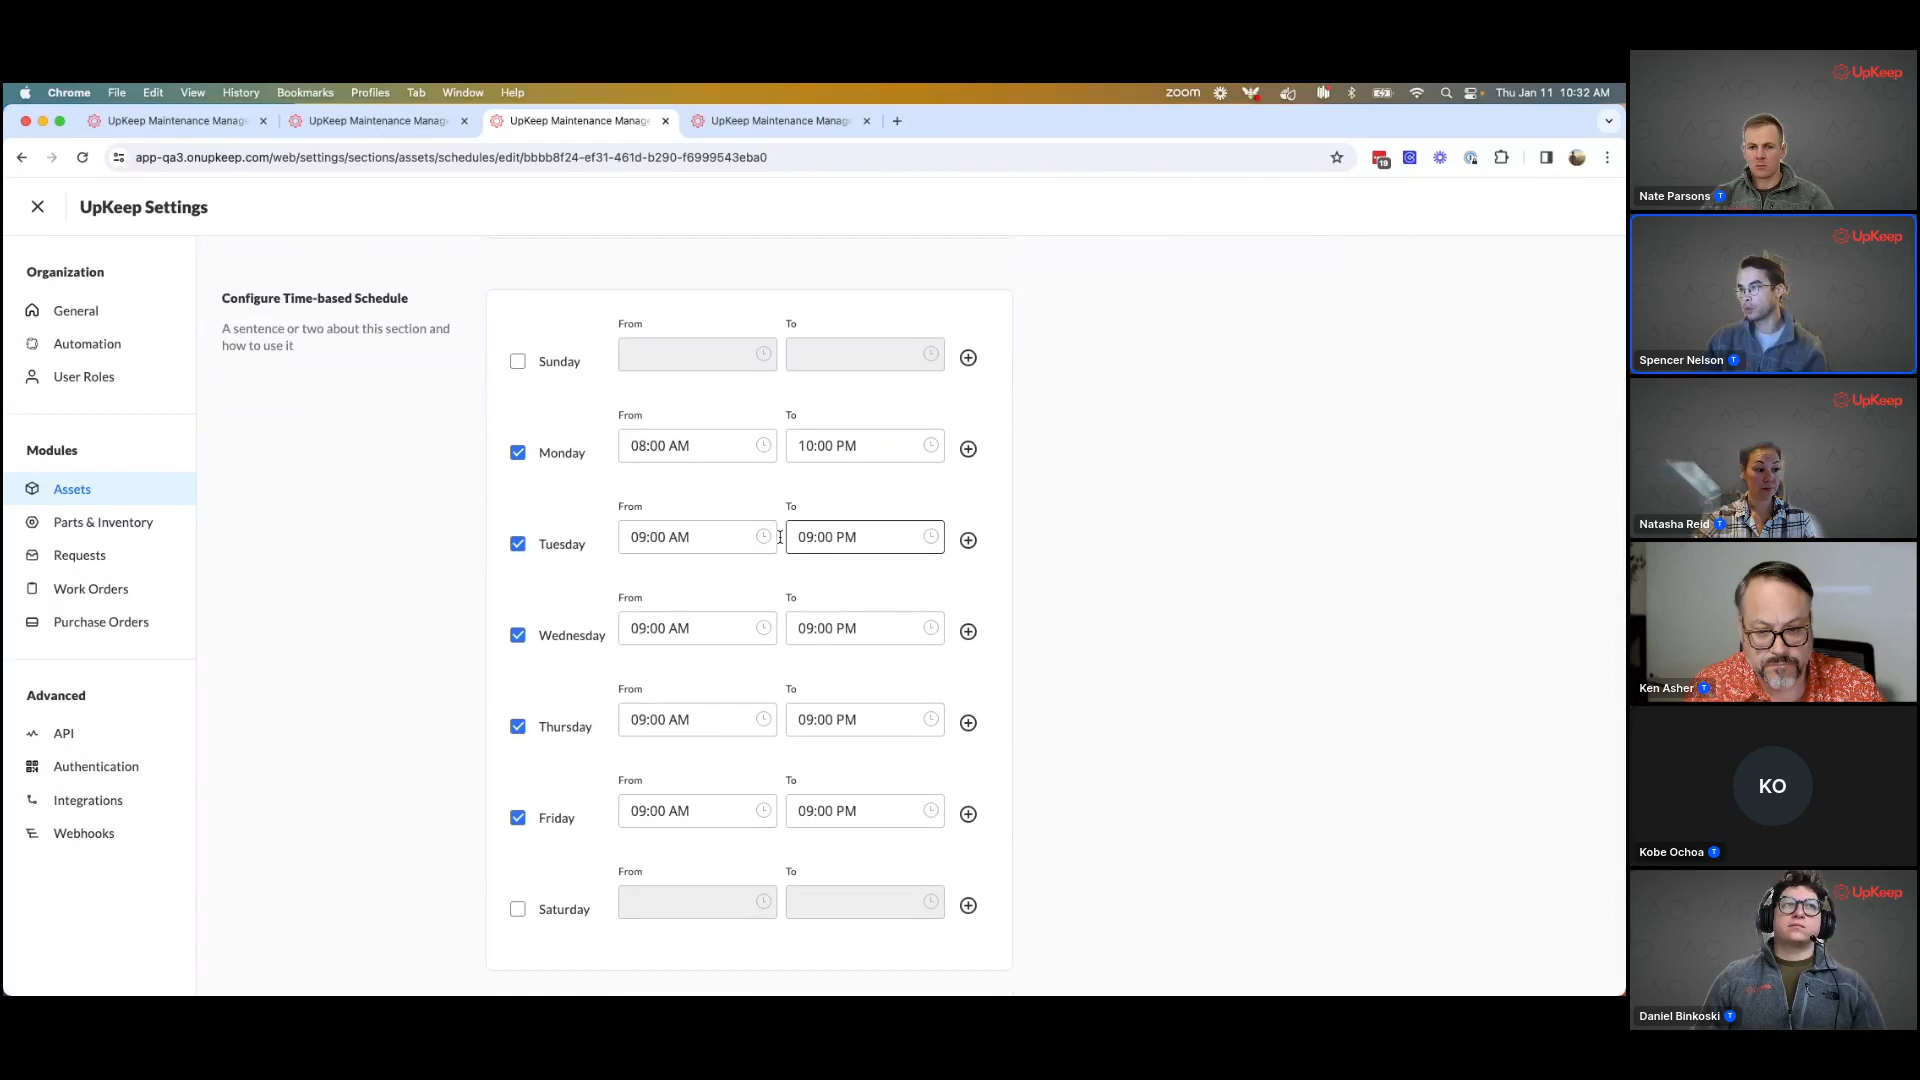 Chrome File Edit View History Bookmarks Profiles Tab Window Help zoom Thu Jan 11 10:32 AM
UpKeep Maintenance Manage UpKeep Maintenance Manage UpKeep Maintenance Manage UpKeep Maintenance Manage
app-qa3.onupkeep.com/web/settings/sections/assets/schedules/edit/bbbb8f24-ef31-461d-b290-f6999543eba0 19
UpKeep Settings
Organization
General
Automation
User Roles
Modules
Assets
Parts & Inventory
Requests
Work Orders
Purchase Orders
Advanced
API
Authentication
Integrations
Webhooks
Configure Time-based Schedule
A sentence or two about this section and
how to use it
From To
Sunday
From To
Monday 08:00 AM 10:00 PM
From To
Tuesday 09:00 AM 09:00 PM
From To
Wednesday 09:00 AM 09:00 PM
From To
Thursday 09:00 AM 09:00 PM
From To
Friday 09:00 AM 09:00 PM
From To
Saturday
UpKeep
Nate Parsons T
UpKeep
Spencer Nelson T
UpKeep
Natasha Reid T
Ken Asher T
KO
Kobe Ochoa T
UpKeep
Daniel Binkoski T